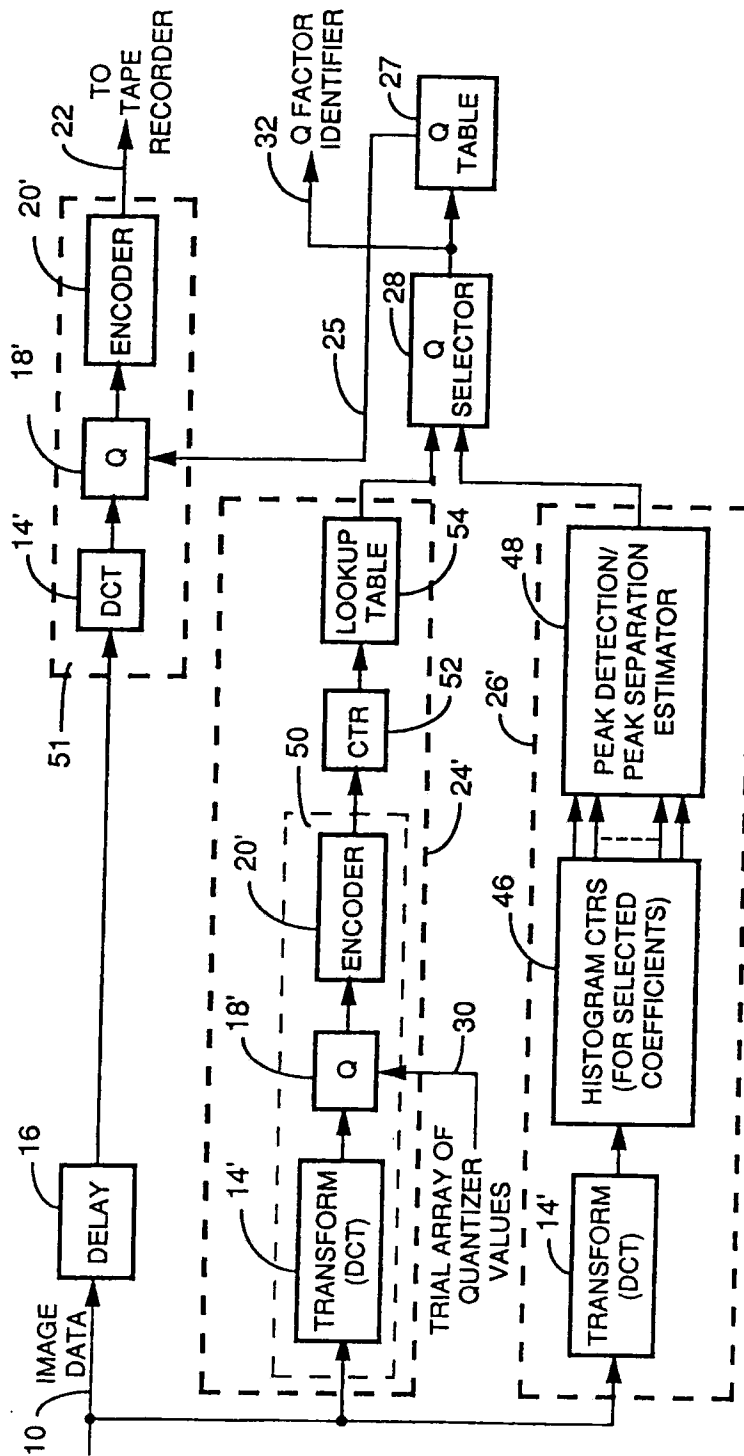 10
IMAGE
DATA
16
DELAY
51
14'
DCT
18'
Q
20'
ENCODER
22
TO
TAPE
RECORDER
14'
TRANSFORM
(DCT)
18'
Q
20'
ENCODER
50
CTR
52
LOOKUP
TABLE
54
24'
30
TRIAL ARRAY OF
QUANTIZER
VALUES
25
28
Q
SELECTOR
32
Q FACTOR
IDENTIFIER
27
Q
TABLE
14'
TRANSFORM
(DCT)
46
HISTOGRAM CTRS
(FOR SELECTED
COEFFICIENTS)
26'
48
PEAK DETECTION/
PEAK SEPARATION
ESTIMATOR